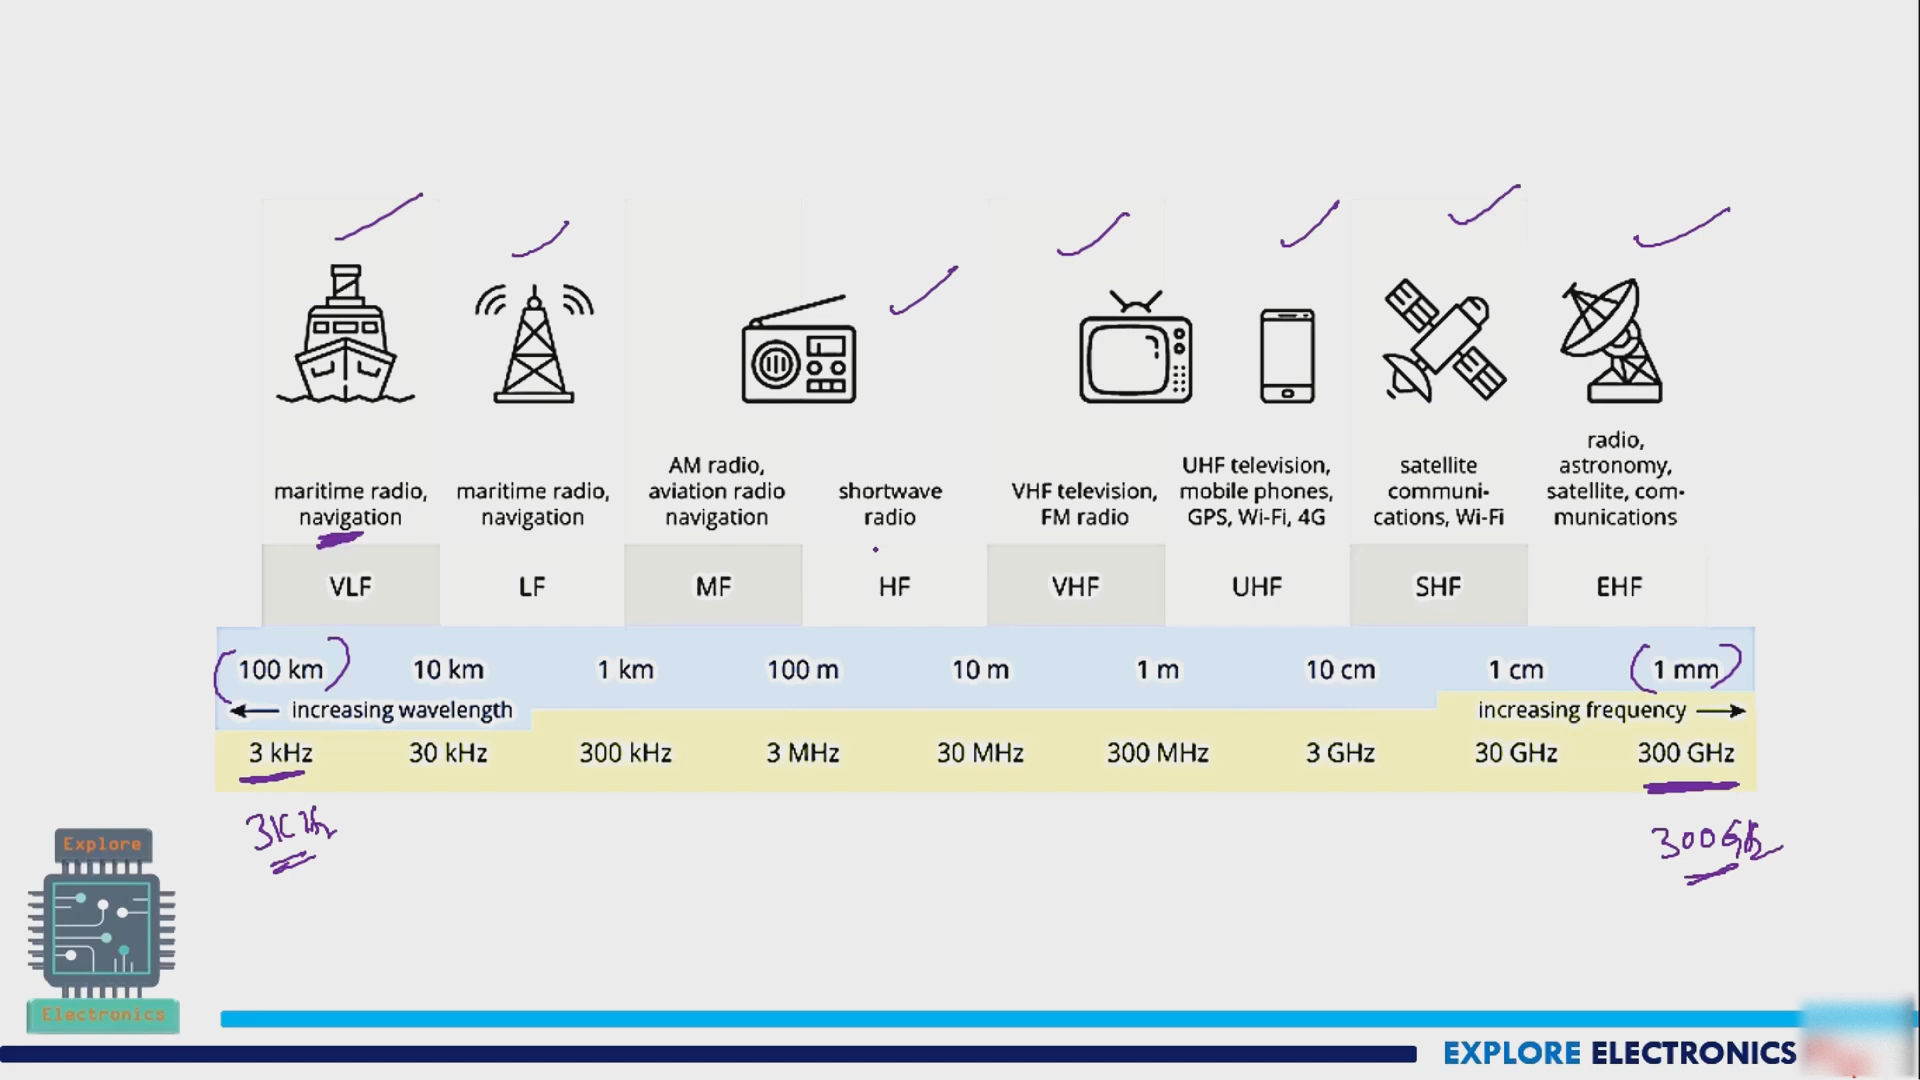 maritime radio,
navigation
maritime radio,
navigation
AM radio,
aviation radio
navigation
shortwave
radio
VHF television,
FM radio
UHF television,
mobile phones,
GPS, Wi-Fi, 4G
satellite
communi-
cations, Wi-Fi
radio,
astronomy,
satellite, com-
munications
VLF LF MF HF VHF UHF SHF EHF
100 km 10 km 1 km 100 m 10 m 1 m 10 cm 1 cm 1 mm
increasing wavelength increasing frequency
3 kHz 30 kHz 300 kHz 3 MHz 30 MHz 300 MHz 3 GHz 30 GHz 300 GHz
3KHz 300GHz
Explore
Electronics
EXPLORE ELECTRONICS